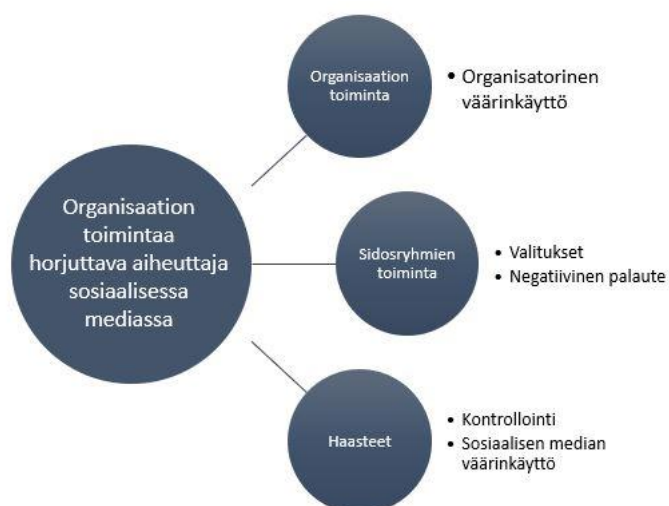 Organisaation
toiminta
• Organisatorinen
väärinkäyttö
Organisaation
toimintaa
horjuttava aiheuttaja
sosiaalisessa
mediassa
Sidosryhmien
toiminta
• Valitukset
• Negatiivinen palaute
Haasteet
• Kontrollointi
• Sosiaalisen median
väärinkäyttö